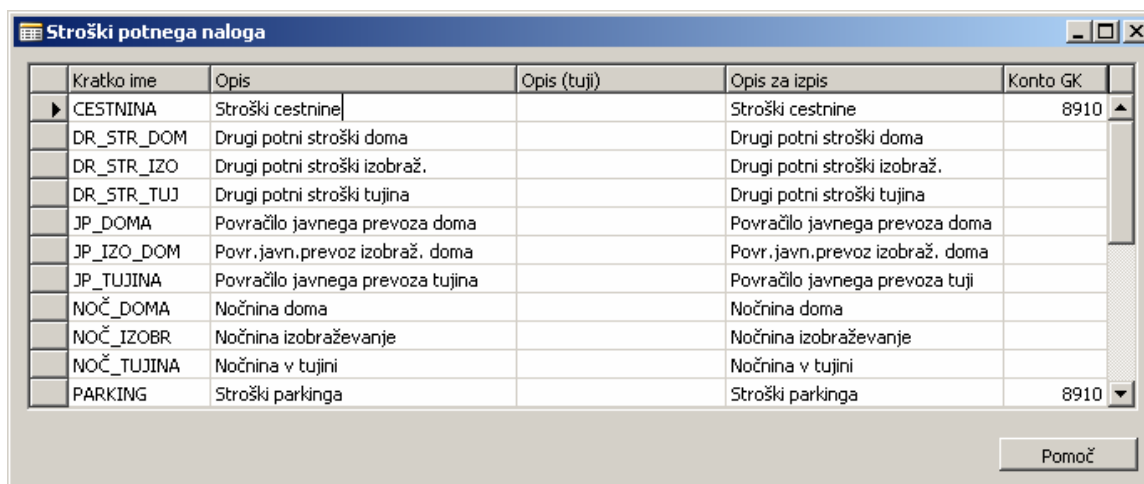 Stroški potnega naloga
Kratko ime Opis Opis (tuji) Opis za izpis Konto GK
CESTNINA Stroški cestnine Stroški cestnine 8910
DR_STR_DOM Drugi potni stroški doma Drugi potni stroški doma
DR_STR_IZO Drugi potni stroški izobraž. Drugi potni stroški izobraž.
DR_STR_TUJ Drugi potni stroški tujina Drugi potni stroški tujina
JP_DOMA Povračilo javnega prevoza doma Povračilo javnega prevoza doma
JP_IZO_DOM Povr.javn.prevoz izobraž. doma Povr.javn.prevoz izobraž. doma
JP_TUJINA Povračilo javnega prevoza tujina Povračilo javnega prevoza tuji
NOČ_DOMA Nočnina doma Nočnina doma
NOČ_IZOBR Nočnina izobraževanje Nočnina izobraževanje
NOČ_TUJINA Nočnina v tujini Nočnina v tujini
PARKING Stroški parkinga Stroški parkinga 8910
Pomoč